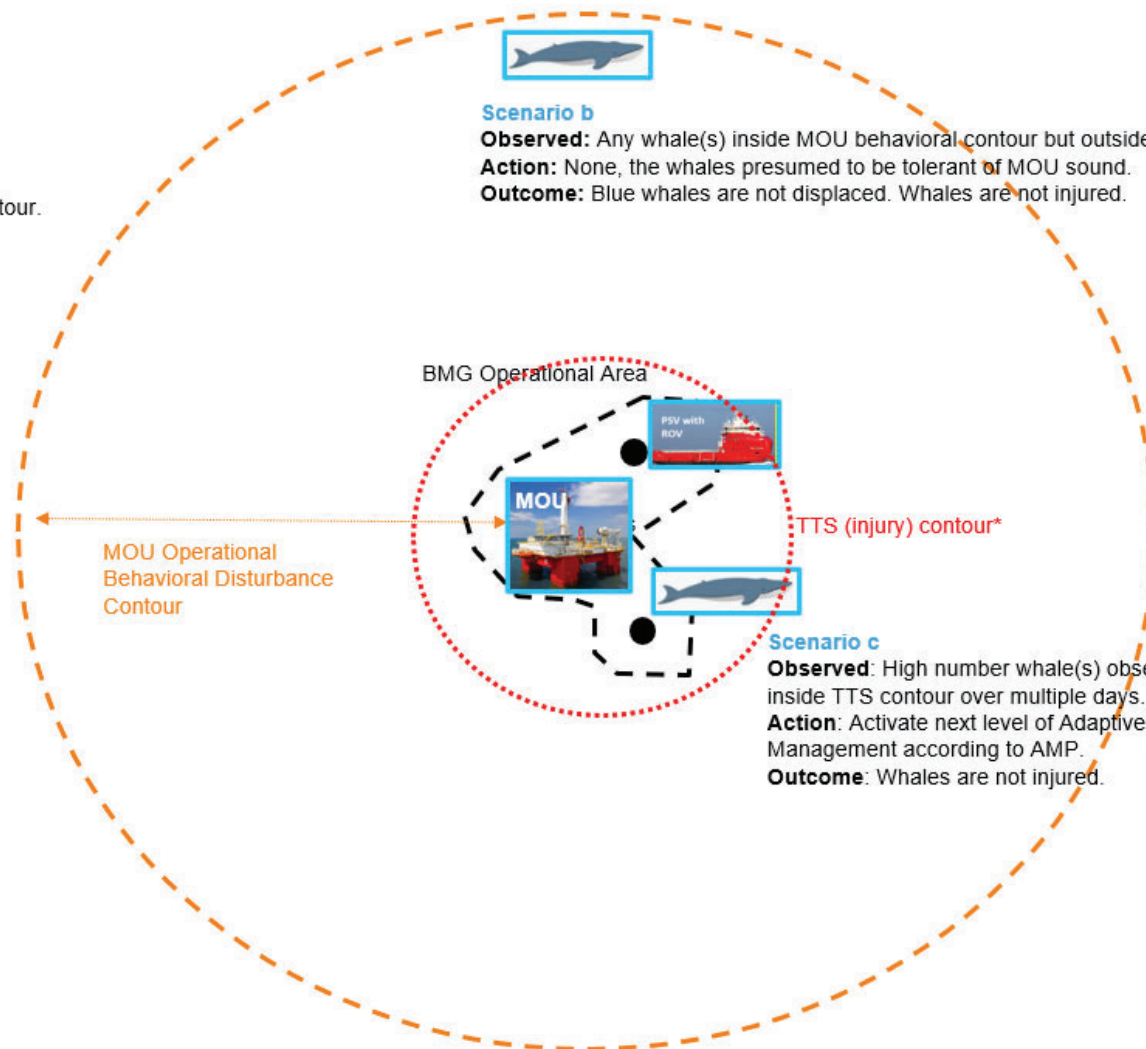 Scenario b
Observed: Any whale(s) inside MOU behavioral contour but outside
Action: None, the whales presumed to be tolerant of MOU sound.
Outcome: Blue whales are not displaced. Whales are not injured.
tour.
BMG Operational Area
PSV with
ROV
MOU
s
TTS (injury) contour*
MOU Operational
Behavioral Disturbance
Contour
Scenario c
Observed: High number whale(s) obse
inside TTS contour over multiple days.
Action: Activate next level of Adaptive
Management according to AMP.
Outcome: Whales are not injured.